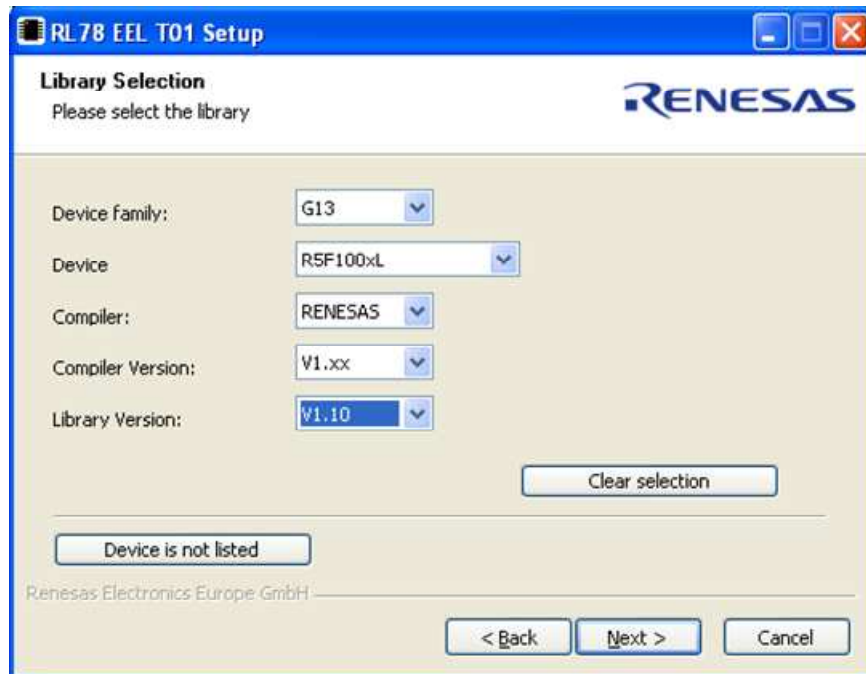 RL78 EEL T01 Setup
Library Selection
Please select the library
RENESAS
Device family:
G13
Device
R5F100xL
Compiler:
RENESAS
Compiler Version:
V1.xx
Library Version:
V1.10
Clear selection
Device is not listed
Renesas Electronics Europe GmbH
< Back
Next >
Cancel